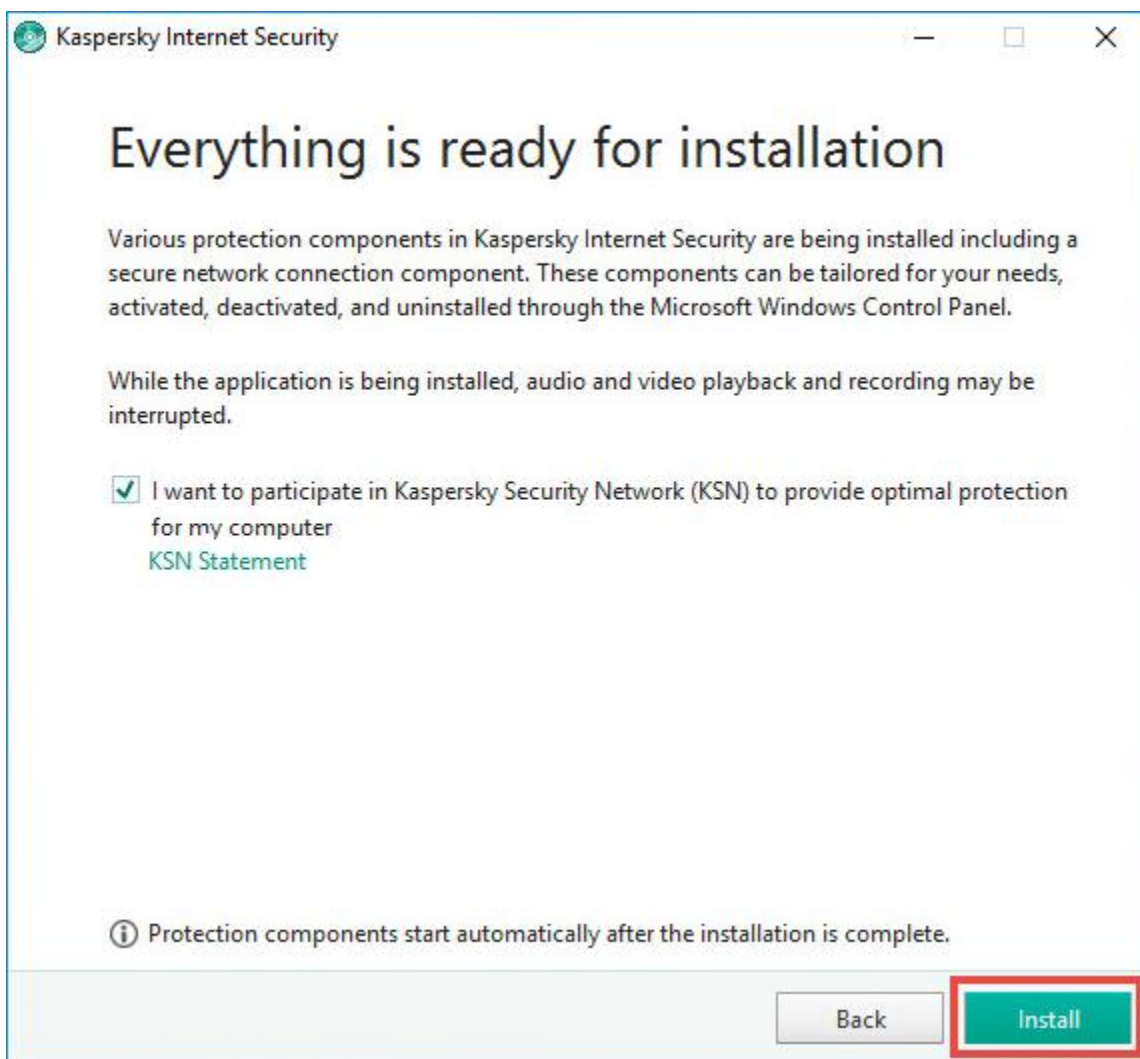 Kaspersky Internet Security
Everything is ready for installation
Various protection components in Kaspersky Internet Security are being installed including a
secure network connection component. These components can be tailored for your needs,
activated, deactivated, and uninstalled through the Microsoft Windows Control Panel.
While the application is being installed, audio and video playback and recording may be
interrupted.
I want to participate in Kaspersky Security Network (KSN) to provide optimal protection
for my computer
KSN Statement
Protection components start automatically after the installation is complete.
Back
Install